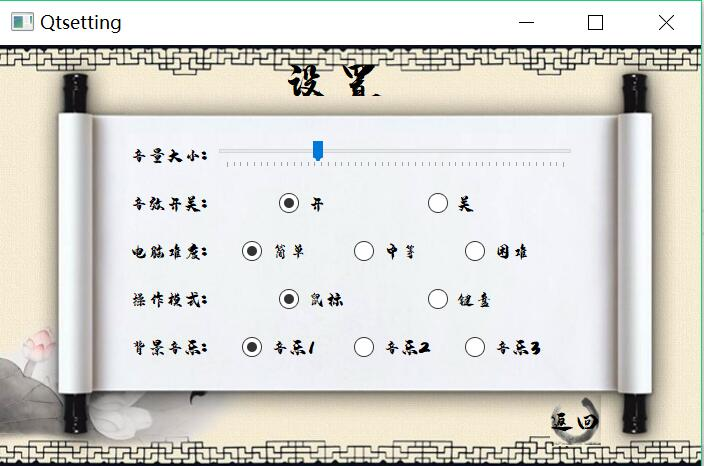 Qtsetting
设置
音量大小：
音效开关： 开 关
电脑难度： 简单 中等 困难
操作模式： 鼠标 键盘
背景音乐： 音乐1 音乐2 音乐3
返回